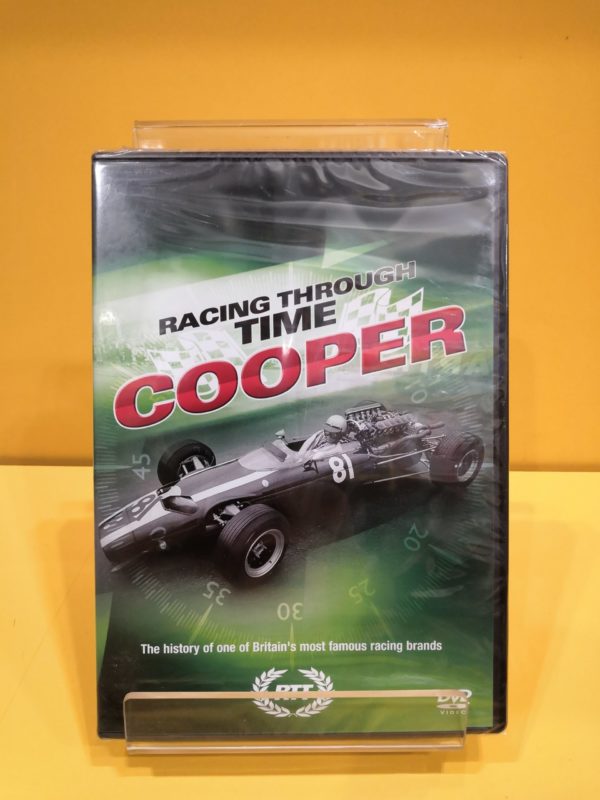 RACING THROUGH
TIME
COOPER
81
10
45
20
35
25
30
The history of one of Britain's most famous racing brands
RTT
DVD
VIDEO